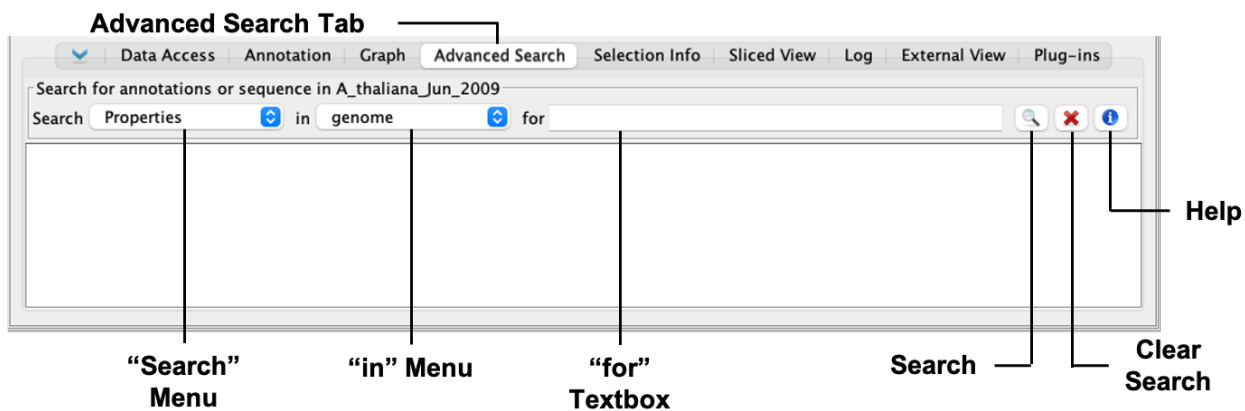 Advanced Search Tab
Data Access Annotation Graph Advanced Search Selection Info Sliced View Log External View Plug-ins
Search for annotations or sequence in A_thaliana_Jun_2009
Search Properties in genome for
Help
"Search" Menu
"in" Menu
"for" Textbox
Search
Clear Search